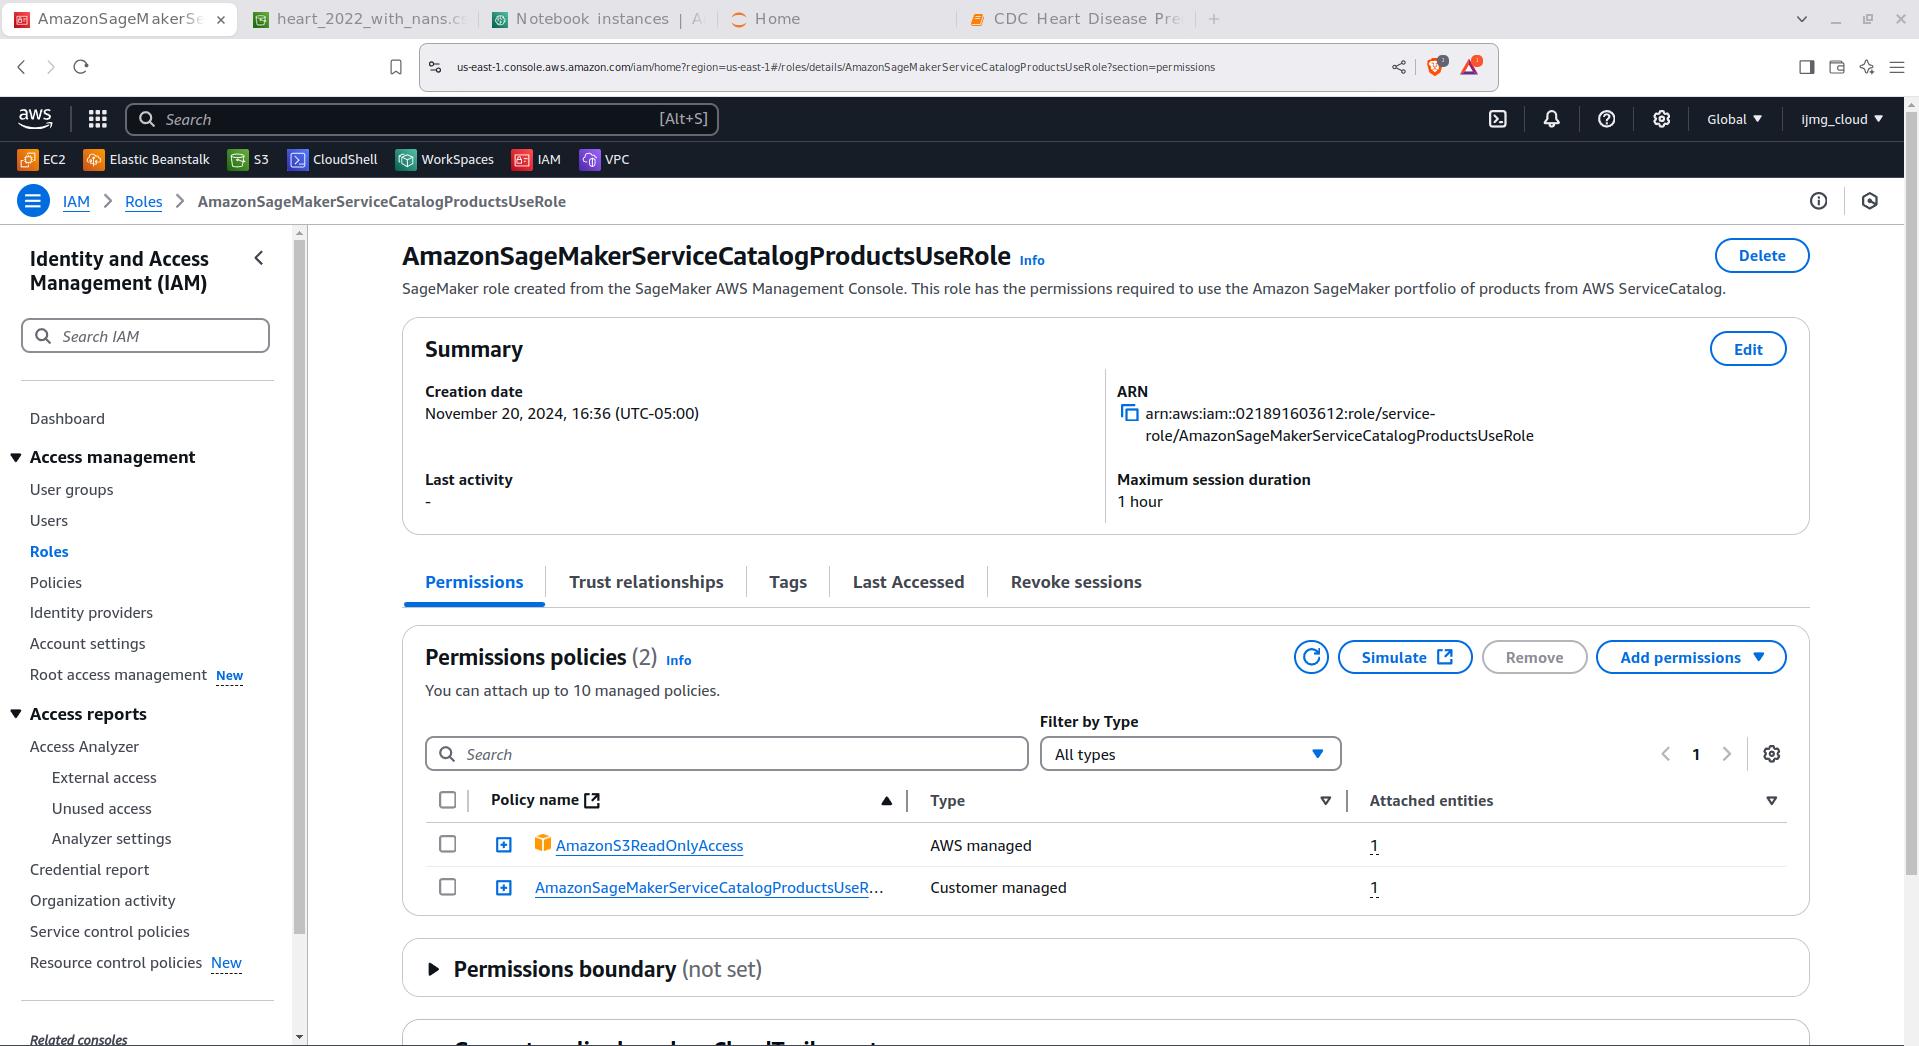 AmazonSageMakerSe
heart_2022_with_nans.cs
Notebook instances | A
Home
CDC Heart Disease Pre
us-east-1.console.aws.amazon.com/iam/home?region=us-east-1#/roles/details/AmazonSageMakerServiceCatalogProductsUseRole?section=permissions
aws
Search [Alt+S]
Global
ijmg_cloud
EC2 Elastic Beanstalk S3 CloudShell WorkSpaces IAM VPC
IAM > Roles > AmazonSageMakerServiceCatalogProductsUseRole
Identity and Access
Management (IAM)
Search IAM
Dashboard
Access management
User groups
Users
Roles
Policies
Identity providers
Account settings
Root access management New
Access reports
Access Analyzer
External access
Unused access
Analyzer settings
Credential report
Organization activity
Service control policies
Resource control policies New
Related consoles
AmazonSageMakerServiceCatalogProductsUseRole Info
Delete
SageMaker role created from the SageMaker AWS Management Console. This role has the permissions required to use the Amazon SageMaker portfolio of products from AWS ServiceCatalog.
Summary
Edit
Creation date
November 20, 2024, 16:36 (UTC-05:00)
ARN
arn:aws:iam::021891603612:role/service-
role/AmazonSageMakerServiceCatalogProductsUseRole
Last activity
-
Maximum session duration
1 hour
Permissions
Trust relationships
Tags
Last Accessed
Revoke sessions
Permissions policies (2) Info
Simulate
Remove
Add permissions
You can attach up to 10 managed policies.
Filter by Type
Search
All types
1
Policy name
Type
Attached entities
AmazonS3ReadOnlyAccess
AWS managed
1
AmazonSageMakerServiceCatalogProductsUseR...
Customer managed
1
Permissions boundary (not set)